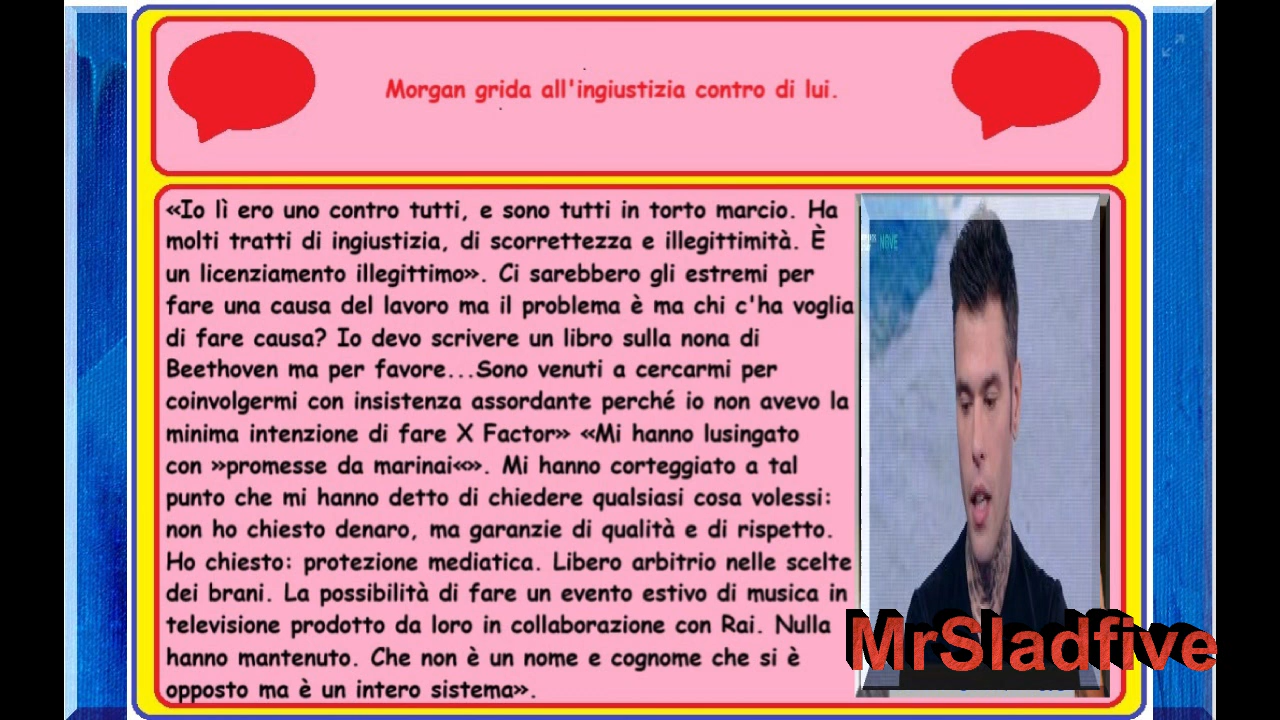 Morgan grida all'ingiustizia contro di lui.
«Io lì ero uno contro tutti, e sono tutti in torto marcio. Ha
molti tratti di ingiustizia, di scorrettezza e illegittimità. È
un licenziamento illegittimo». Ci sarebbero gli estremi per
fare una causa del lavoro ma il problema è ma chi c'ha voglia
di fare causa? Io devo scrivere un libro sulla nona di
Beethoven ma per favore...Sono venuti a cercarmi per
coinvolgermi con insistenza assordante perché io non avevo la
minima intenzione di fare X Factor» «Mi hanno lusingato
con »promesse da marinai«». Mi hanno corteggiato a tal
punto che mi hanno detto di chiedere qualsiasi cosa volessi:
non ho chiesto denaro, ma garanzie di qualità e di rispetto.
Ho chiesto: protezione mediatica. Libero arbitrio nelle scelte
dei brani. La possibilità di fare un evento estivo di musica in
televisione prodotto da loro in collaborazione con Rai. Nulla
hanno mantenuto. Che non è un nome e cognome che si è
opposto ma è un intero sistema».
NOVE
MrSladfive